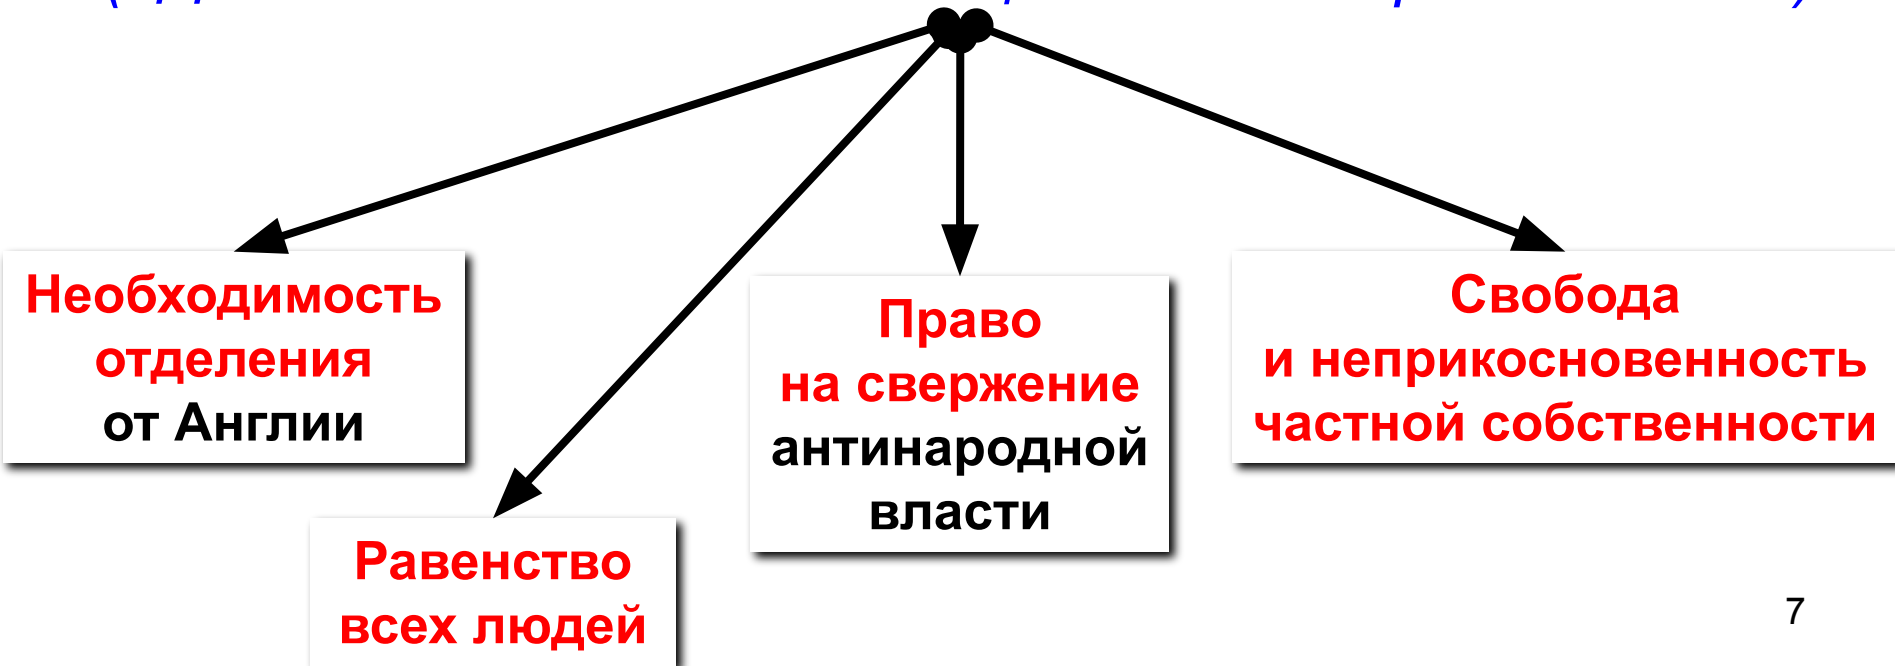 Необходимость
отделения
от Англии
Равенство
всех людей
Право
на свержение
антинародной
власти
Свобода
и неприкосновенность
частной собственности
7